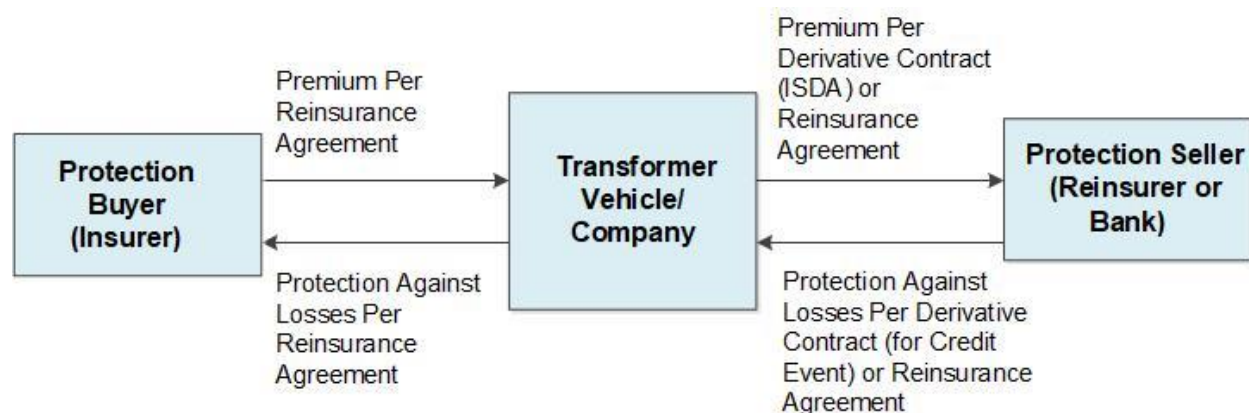 Protection
Buyer
(Insurer)
Premium Per
Reinsurance
Agreement
Protection Against
Losses Per
Reinsurance
Agreement
Transformer
Vehicle/
Company
Premium Per
Derivative Contract
(ISDA) or
Reinsurance
Agreement
Protection Against
Losses Per Derivative
Contract (for Credit
Event) or Reinsurance
Agreement
Protection Seller
(Reinsurer or
Bank)